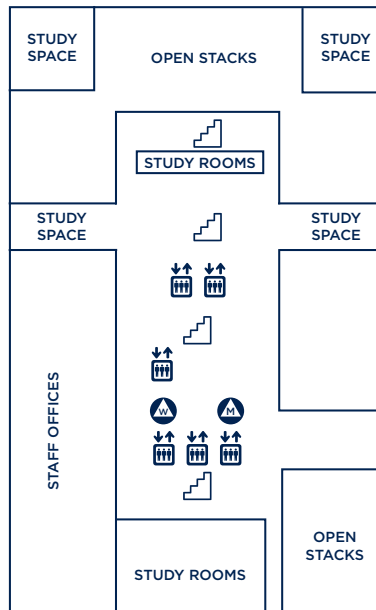 STUDY
SPACE
OPEN STACKS
STUDY
SPACE
STUDY ROOMS
STUDY
SPACE
STUDY
SPACE
STAFF OFFICES
W
M
OPEN
STACKS
STUDY ROOMS